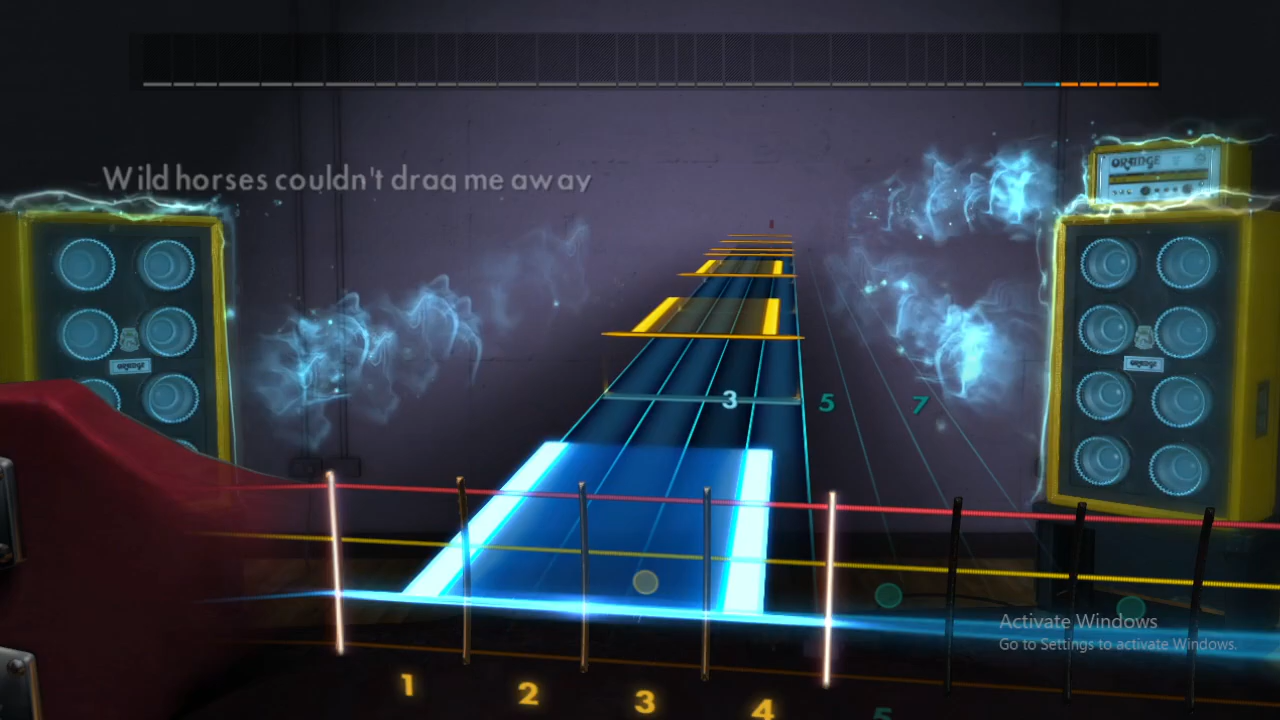 Wild horses couldn't drag me away
ORANGE
3 5 7
Activate Windows
Go to Settings to activate Windows.
1 2 3 4 5